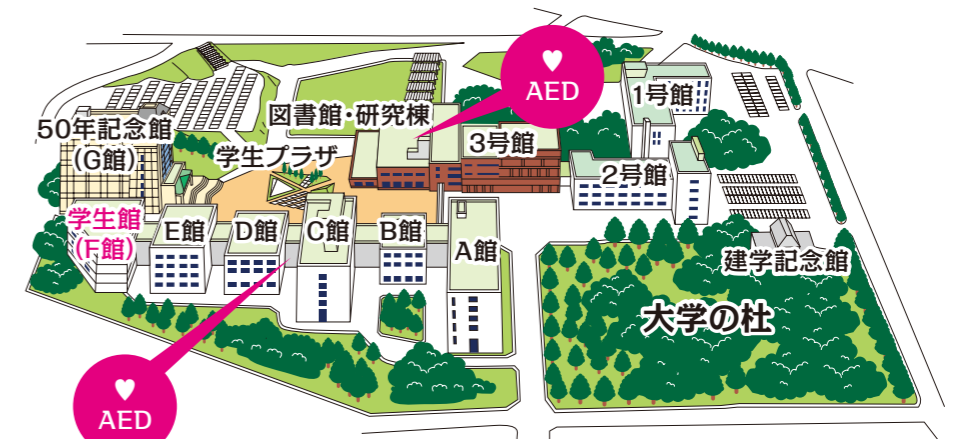 ♥
AED
1号館
50年記念館
(G館)
図書館・研究棟
3号館
学生プラザ
2号館
学生館
(F館)
E館
D館
C館
B館
A館
建学記念館
大学の杜
♥
AED